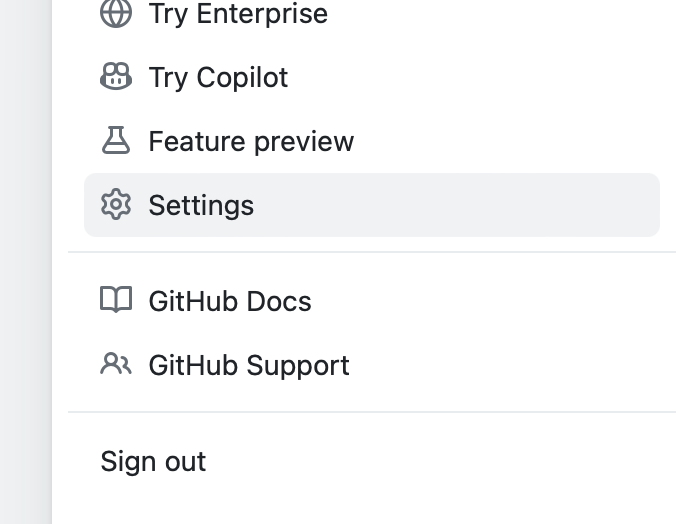 Try Enterprise
Try Copilot
Feature preview
Settings
GitHub Docs
GitHub Support
Sign out